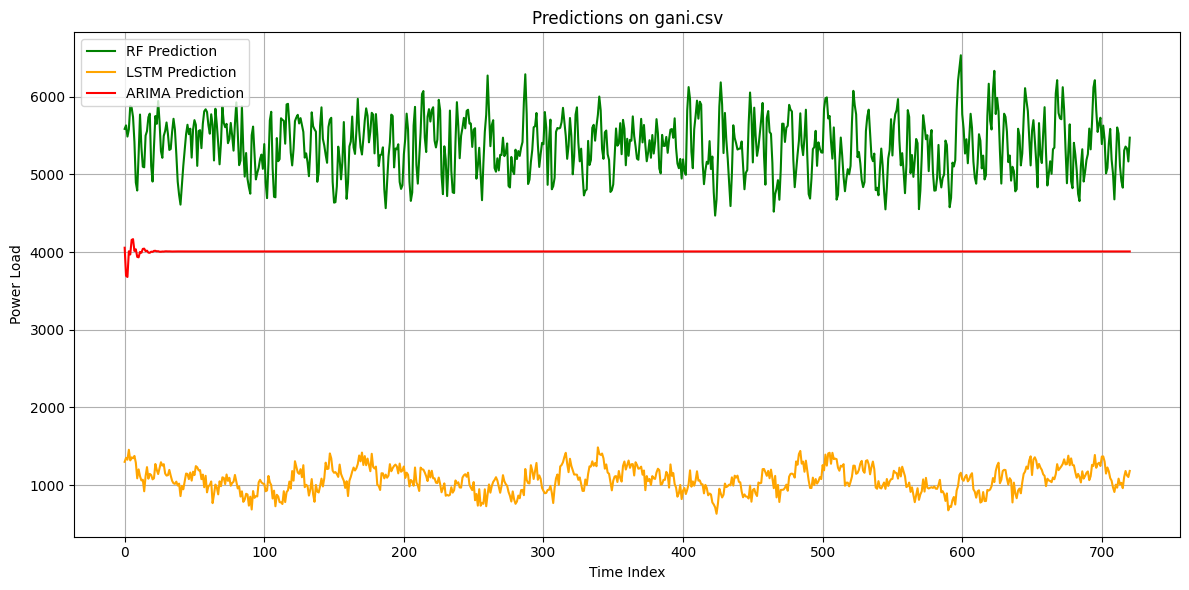 Predictions on gani.csv
RF Prediction
LSTM Prediction
ARIMA Prediction
Power Load
6000
5000
4000
3000
2000
1000
0 100 200 300 400 500 600 700
Time Index